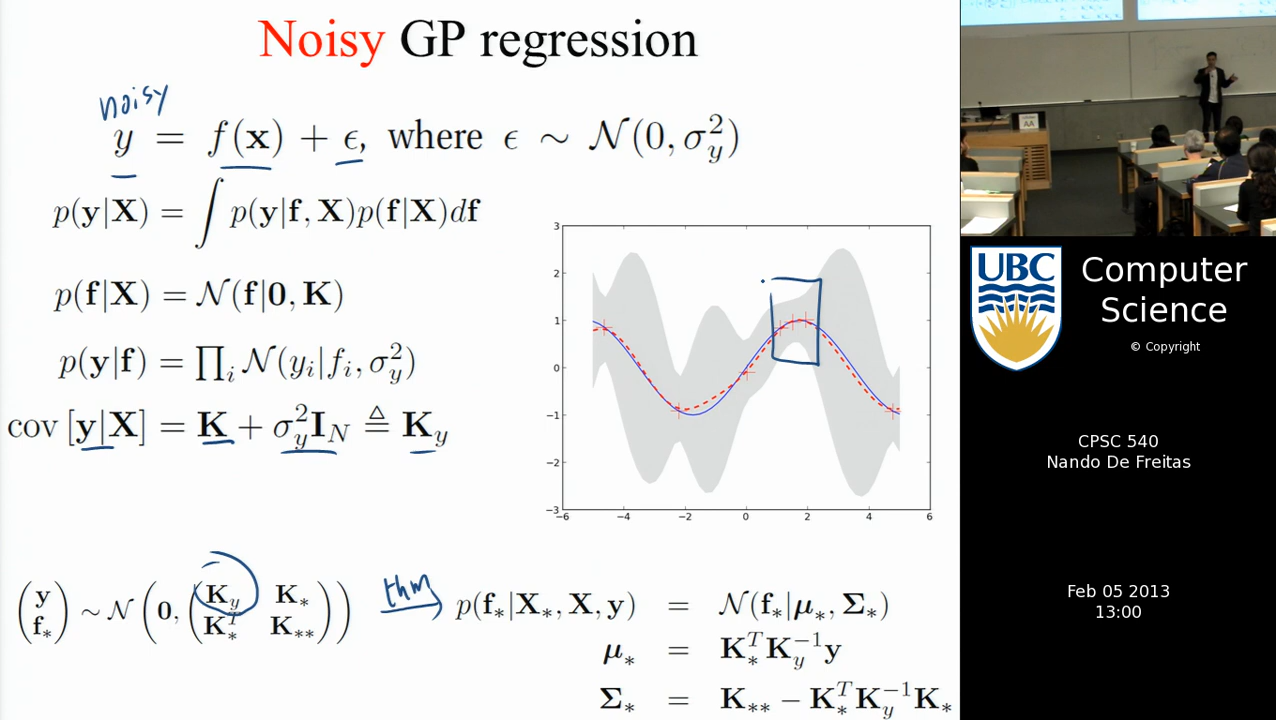 Noisy GP regression
noisy
y = f(x) + ϵ, where ϵ ∼ 𝒩(0, σ_y^2)
p(y|X) = ∫ p(y|f, X)p(f|X)df
p(f|X) = 𝒩(f|0, K)
p(y|f) = ∏_i 𝒩(y_i|f_i, σ_y^2)
cov [y|X] = K + σ_y^2 I_N ≜ K_y
3
2
1
0
−1
−2
−3
−6 −4 −2 0 2 4 6
(y f_*) ∼ 𝒩 (0, (K_y K_* K_*^T K_**))
thm
p(f_*|X_*, X, y) = 𝒩(f_*|μ_*, Σ_*)
μ_* = K_*^T K_y^{-1} y
Σ_* = K_** − K_*^T K_y^{-1} K_*
AA
UBC
Computer
Science
© Copyright
CPSC 540
Nando De Freitas
Feb 05 2013
13:00